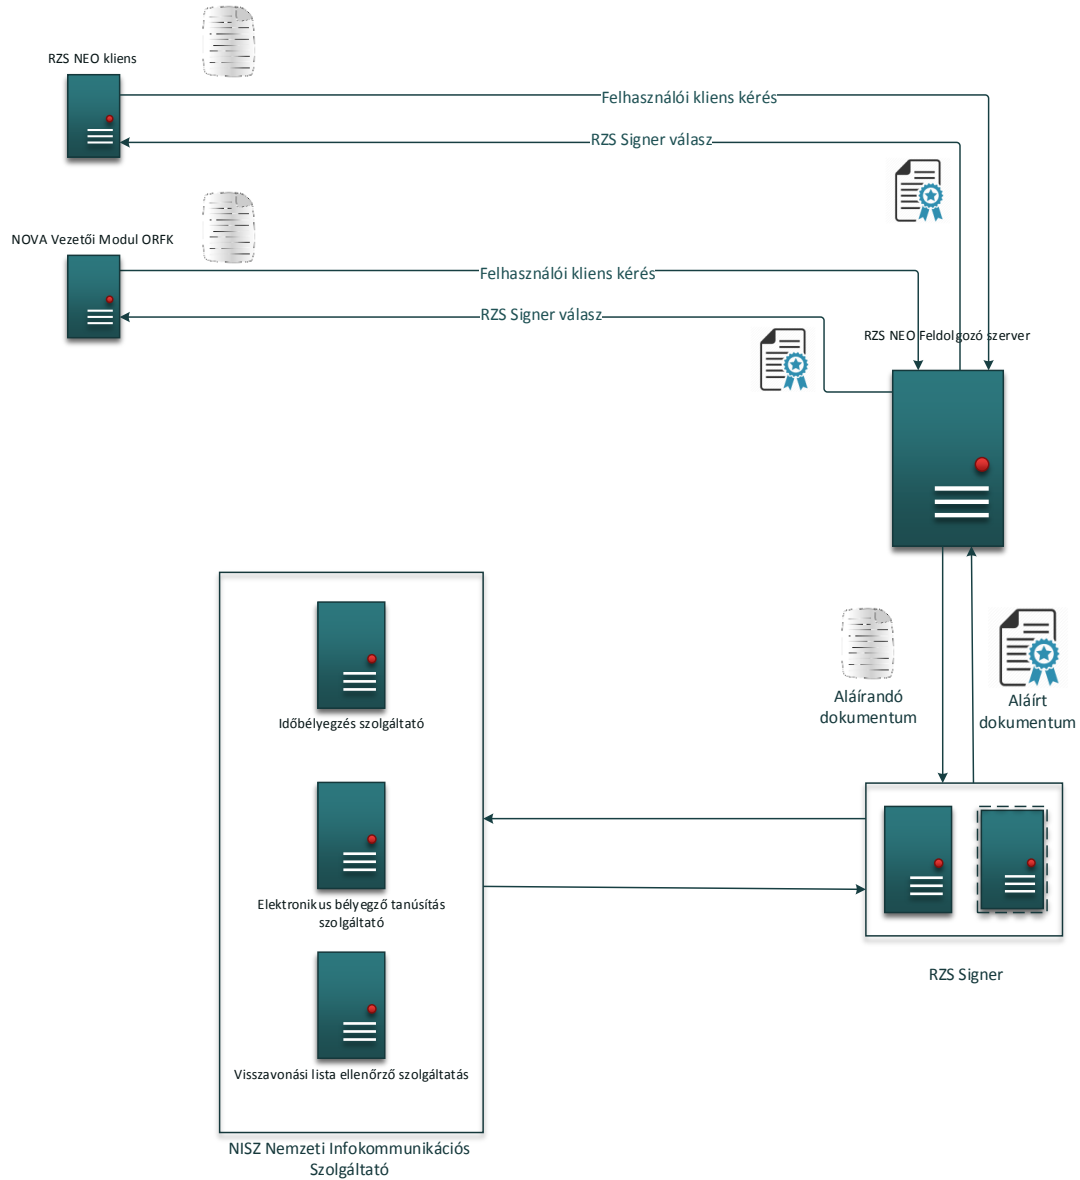 RZS NEO kliens
Felhasználói kliens kérés
RZS Signer válasz
NOVA Vezetői Modul ORFK
Felhasználói kliens kérés
RZS Signer válasz
RZS NEO Feldolgozó szerver
Aláírandó
dokumentum
Aláírt
dokumentum
Időbélyegzés szolgáltató
Elektronikus bélyegző tanúsítás
szolgáltató
RZS Signer
Visszavonási lista ellenőrző szolgáltatás
NISZ Nemzeti Infokommunikációs
Szolgáltató